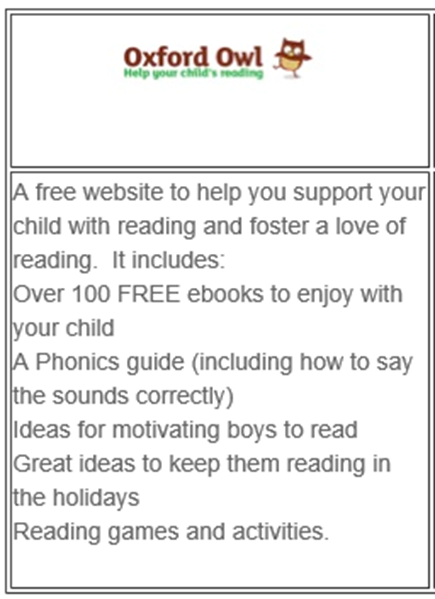 Oxford Owl
Help your child's reading
A free website to help you support your
child with reading and foster a love of
reading.  It includes:
Over 100 FREE ebooks to enjoy with
your child
A Phonics guide (including how to say
the sounds correctly)
Ideas for motivating boys to read
Great ideas to keep them reading in
the holidays
Reading games and activities.